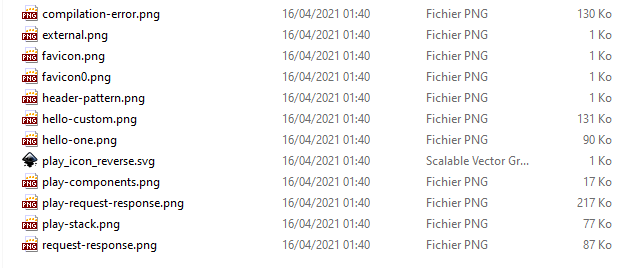 compilation-error.png 16/04/2021 01:40 Fichier PNG 130 Ko
external.png 16/04/2021 01:40 Fichier PNG 1 Ko
favicon.png 16/04/2021 01:40 Fichier PNG 1 Ko
favicon0.png 16/04/2021 01:40 Fichier PNG 1 Ko
header-pattern.png 16/04/2021 01:40 Fichier PNG 1 Ko
hello-custom.png 16/04/2021 01:40 Fichier PNG 131 Ko
hello-one.png 16/04/2021 01:40 Fichier PNG 90 Ko
play_icon_reverse.svg 16/04/2021 01:40 Scalable Vector Gr... 1 Ko
play-components.png 16/04/2021 01:40 Fichier PNG 17 Ko
play-request-response.png 16/04/2021 01:40 Fichier PNG 217 Ko
play-stack.png 16/04/2021 01:40 Fichier PNG 77 Ko
request-response.png 16/04/2021 01:40 Fichier PNG 87 Ko